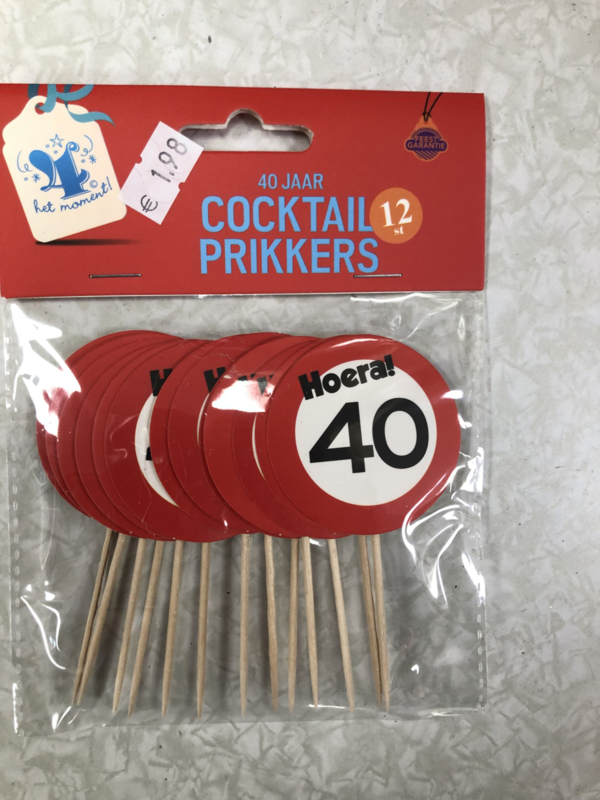 4
het moment!
€ 1.98
FEEST
GARANTIE
40 JAAR
COCKTAIL
PRIKKERS
12
st
Hoera!
40